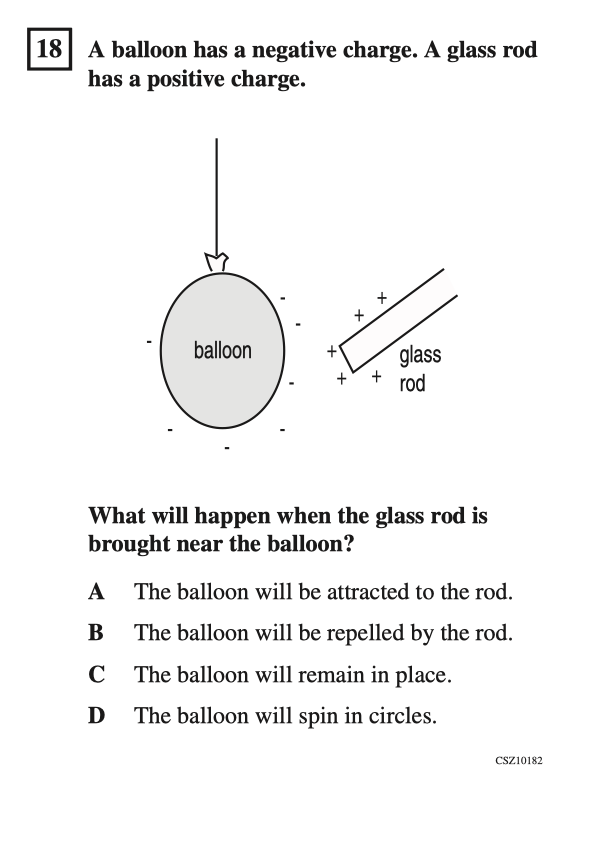 18 A balloon has a negative charge. A glass rod
has a positive charge.
- - - - - - -
balloon
+ + + + +
glass
rod
What will happen when the glass rod is
brought near the balloon?
A The balloon will be attracted to the rod.
B The balloon will be repelled by the rod.
C The balloon will remain in place.
D The balloon will spin in circles.
CSZ10182